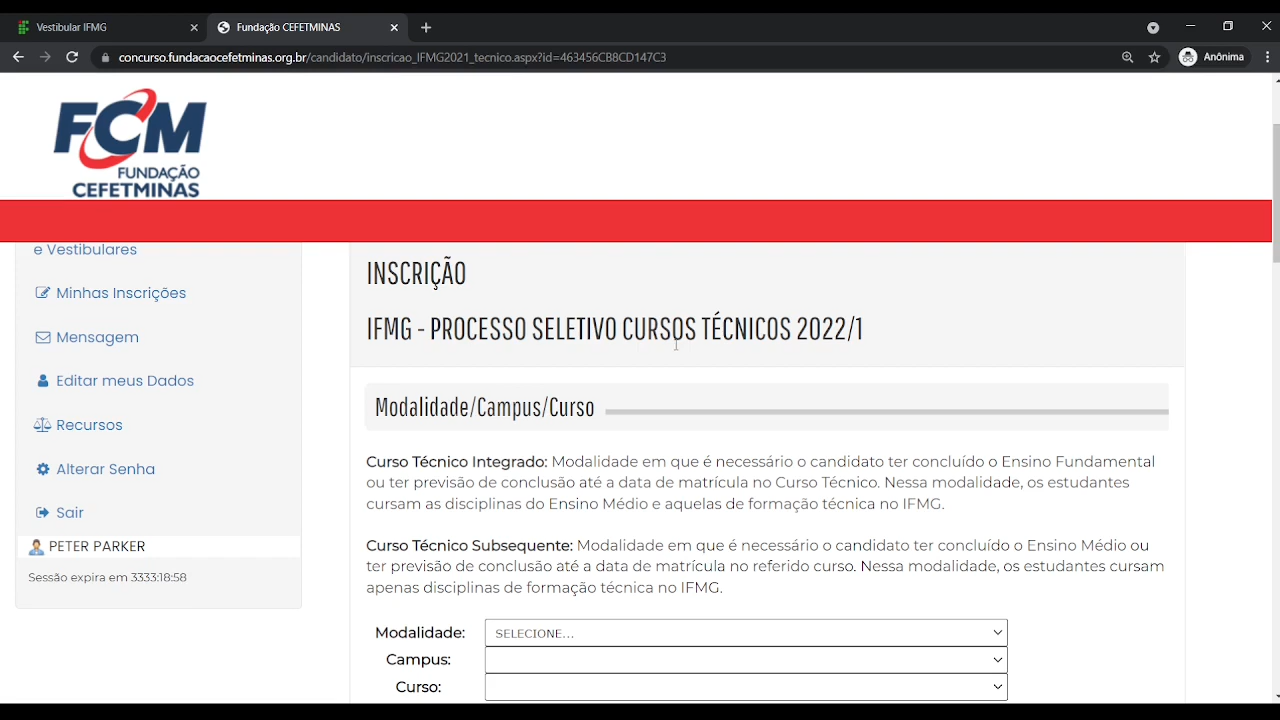 Vestibular IFMG
Fundação CEFETMINAS
concurso.fundacaocefetminas.org.br/candidato/inscricao_IFMG2021_tecnico.aspx?id=463456CB8CD147C3
Anônima
FCM
FUNDAÇÃO
CEFETMINAS
e Vestibulares
Minhas Inscrições
Mensagem
Editar meus Dados
Recursos
Alterar Senha
Sair
PETER PARKER
Sessão expira em 3333:18:58
INSCRIÇÃO
IFMG - PROCESSO SELETIVO CURSOS TÉCNICOS 2022/1
Modalidade/Campus/Curso
Curso Técnico Integrado: Modalidade em que é necessário o candidato ter concluído o Ensino Fundamental
ou ter previsão de conclusão até a data de matrícula no Curso Técnico. Nessa modalidade, os estudantes
cursam as disciplinas do Ensino Médio e aquelas de formação técnica no IFMG.
Curso Técnico Subsequente: Modalidade em que é necessário o candidato ter concluído o Ensino Médio ou
ter previsão de conclusão até a data de matrícula no referido curso. Nessa modalidade, os estudantes cursam
apenas disciplinas de formação técnica no IFMG.
Modalidade: SELECIONE...
Campus:
Curso: